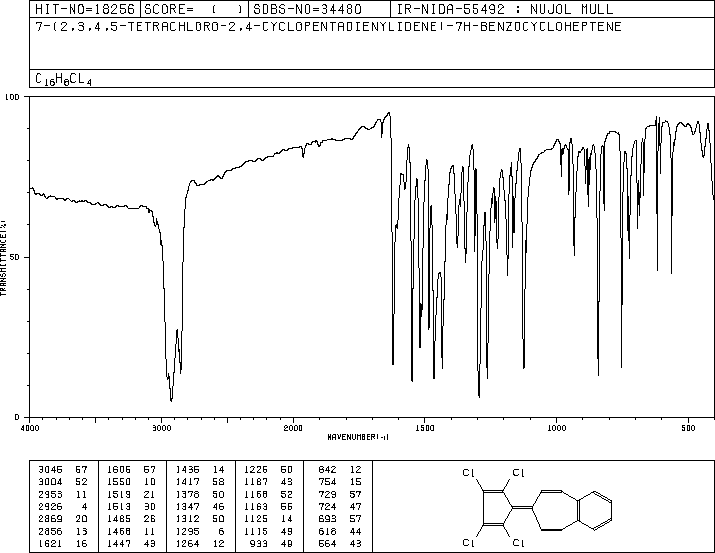 HIT-NO=18256 SCORE= ( ) SDBS-NO=34480 IR-NIDA-55492 : NUJOL MULL
7-(2,3,4,5-TETRACHLORO-2,4-CYCLOPENTADIENYLIDENE)-7H-BENZOCYCLOHEPTENE
C16H8CL4
100
50
0
TRANSMITTANCE(%)
4000 3000 2000 1500 1000 500
WAVENUMBER(-1)
3045 67 1606 57 1436 14 1226 50 842 12
3004 52 1550 10 1417 58 1187 43 754 15
2953 11 1519 21 1378 50 1168 52 729 57
2926 4 1513 30 1347 46 1163 55 724 47
2869 20 1485 26 1312 50 1125 14 693 57
2856 13 1468 11 1295 6 1115 49 618 44
1621 16 1447 43 1264 12 933 49 564 43
Cl Cl
Cl Cl